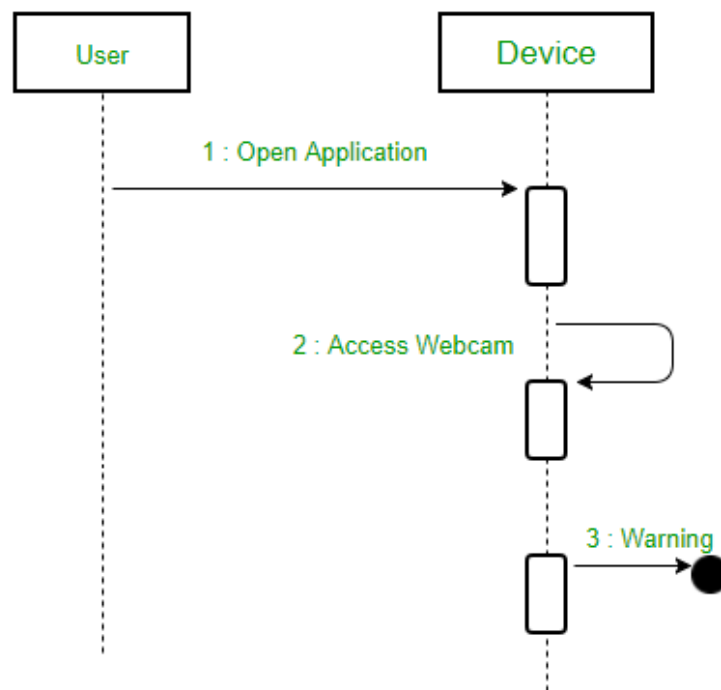 User
Device
1 : Open Application
2 : Access Webcam
3 : Warning